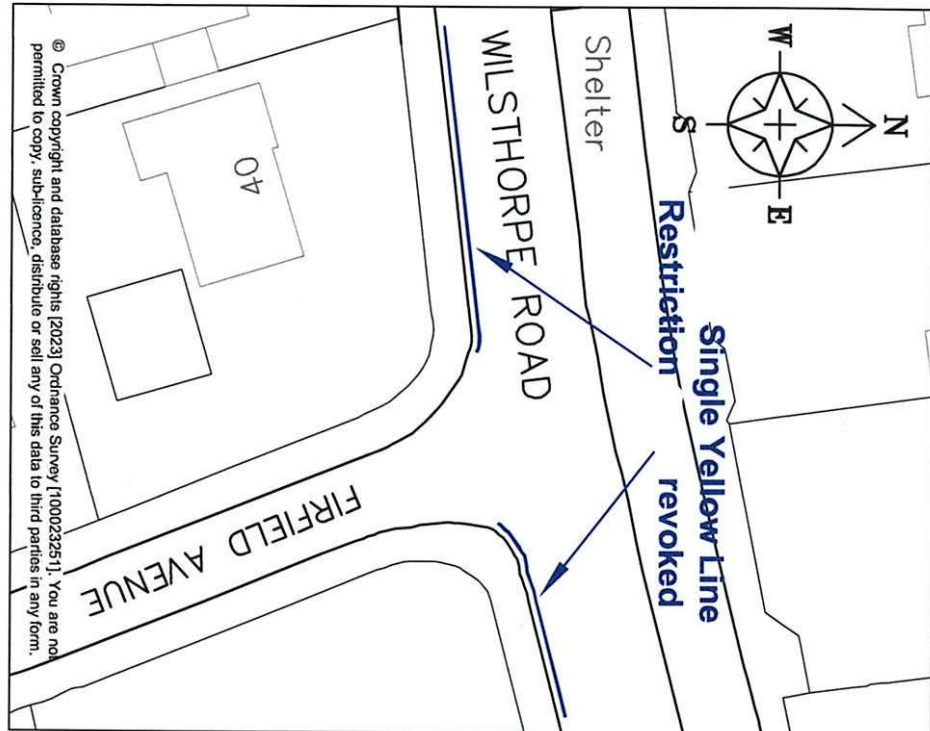 N
W
E
S
Single Yellow Line
Restriction revoked
Shelter
WILSTHORPE ROAD
40
FIRFIELD AVENUE
© Crown copyright and database rights [2023] Ordnance Survey [100023251]. You are not
permitted to copy, sub-licence, distribute or sell any of this data to third parties in any form.